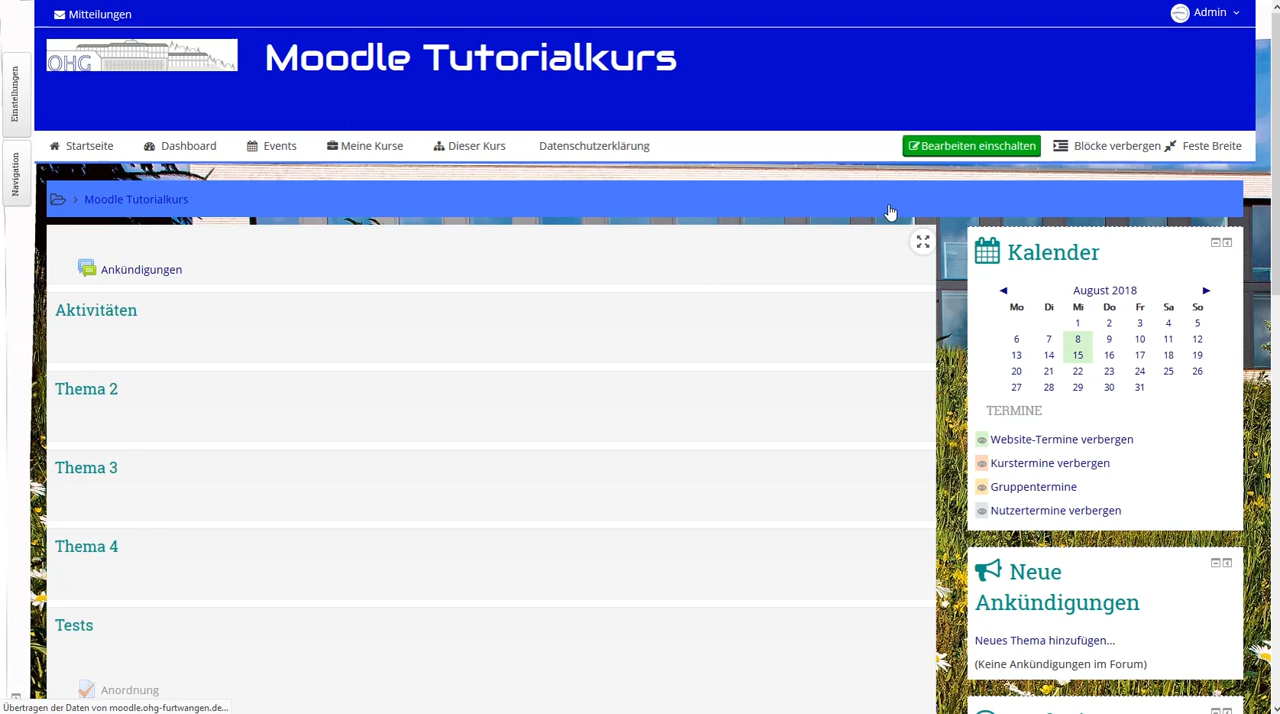 Mitteilungen
Admin
OHG
Moodle Tutorialkurs
Einstellungen
Navigation
Startseite
Dashboard
Events
Meine Kurse
Dieser Kurs
Datenschutzerklärung
Bearbeiten einschalten
Blöcke verbergen
Feste Breite
Moodle Tutorialkurs
Ankündigungen
Aktivitäten
Thema 2
Thema 3
Thema 4
Tests
Anordnung
Kalender
August 2018
Mo Di Mi Do Fr Sa So
1 2 3 4 5
6 7 8 9 10 11 12
13 14 15 16 17 18 19
20 21 22 23 24 25 26
27 28 29 30 31
TERMINE
Website-Termine verbergen
Kurstermine verbergen
Gruppentermine
Nutzertermine verbergen
Neue
Ankündigungen
Neues Thema hinzufügen...
(Keine Ankündigungen im Forum)
Übertragen der Daten von moodle.ohg-furtwangen.de...